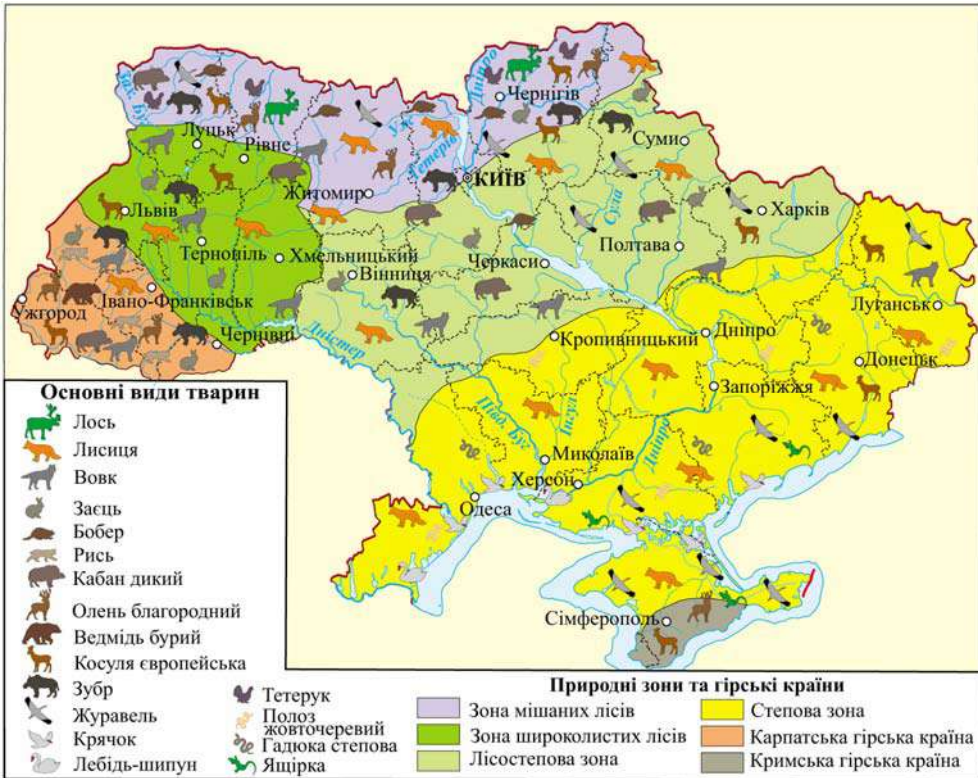 Зах. Буг
Дніпро
Чернігів
Луцьк
Рівне
Уж
Тетерів
Суми
КИЇВ
Житомир
Львів
Сула
Харків
Тернопіль
Хмельницький
Вінниця
Черкаси
Полтава
Ужгород
Івано-Франківськ
Луганськ
Чернівці
Дністер
Кропивницький
Дніпро
Донецьк
Запоріжжя
Півд. Буг
Інгул
Дніпро
Миколаїв
Херсон
Одеса
Сімферополь
Основні види тварин
Лось
Лисиця
Вовк
Заєць
Бобер
Рись
Кабан дикий
Олень благородний
Ведмідь бурий
Косуля європейська
Зубр
Журавель
Крячок
Лебідь-шипун
Тетерук
Полоз
жовточеревий
Гадюка степова
Ящірка
Природні зони та гірські країни
Зона мішаних лісів
Зона широколистих лісів
Лісостепова зона
Степова зона
Карпатська гірська країна
Кримська гірська країна